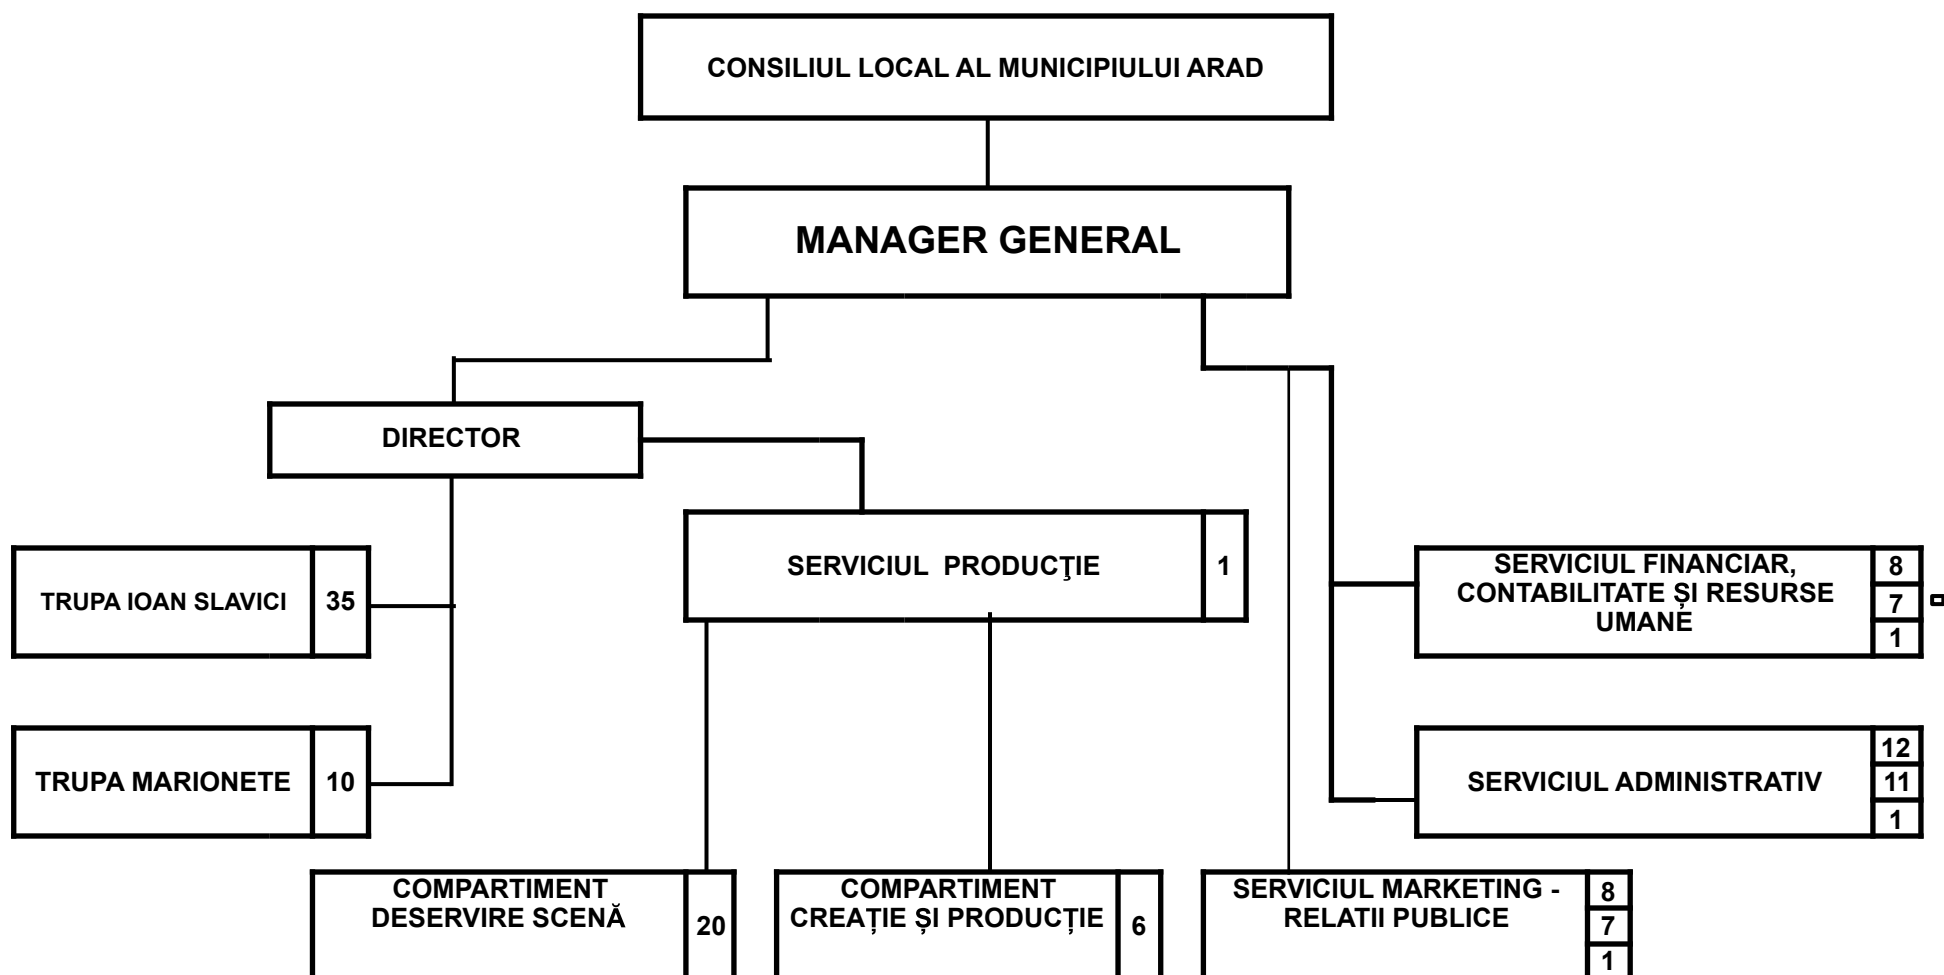 CONSILIUL LOCAL AL MUNICIPIULUI ARAD
MANAGER GENERAL
DIRECTOR
SERVICIUL PRODUCŢIE
1
TRUPA IOAN SLAVICI
35
SERVICIUL FINANCIAR,
CONTABILITATE ȘI RESURSE
UMANE
8
7
1
TRUPA MARIONETE
10
SERVICIUL ADMINISTRATIV
12
11
1
COMPARTIMENT
DESERVIRE SCENĂ
20
COMPARTIMENT
CREAȚIE ȘI PRODUCȚIE
6
SERVICIUL MARKETING -
RELATII PUBLICE
8
7
1